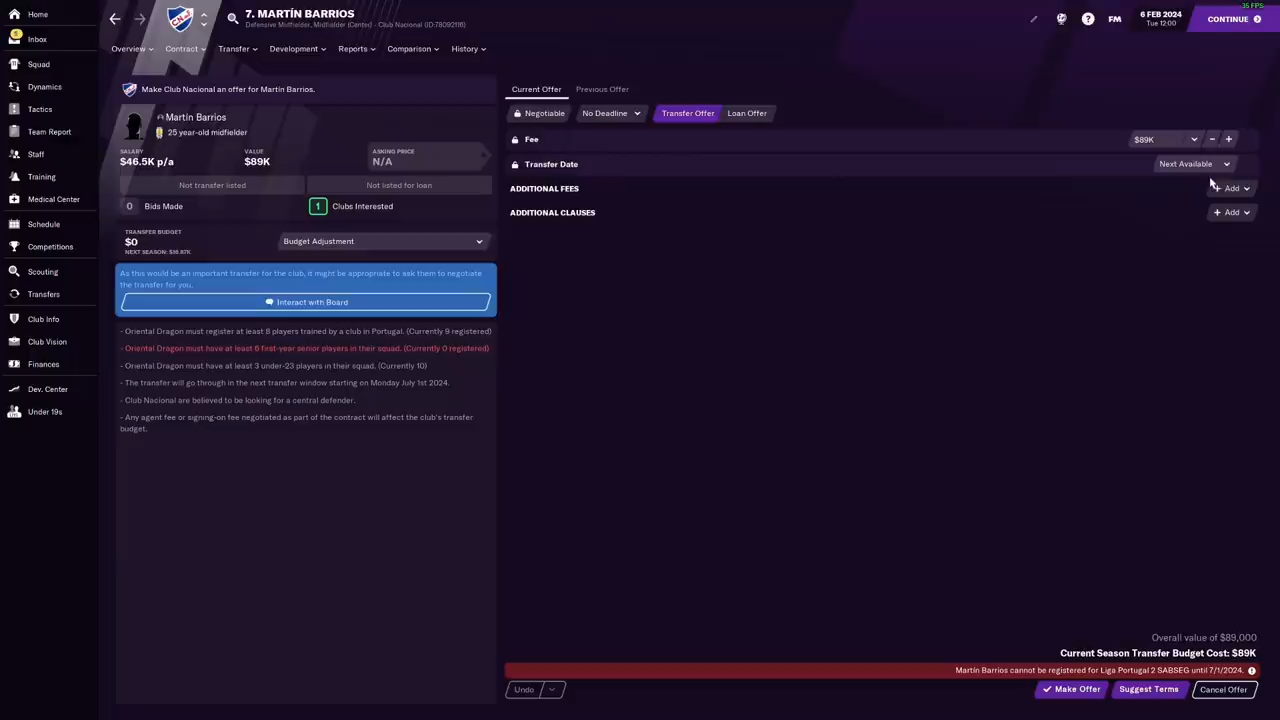 35 FPS
Home
Inbox
Squad
Dynamics
Tactics
Team Report
Staff
Training
Medical Center
Schedule
Competitions
Scouting
Transfers
Club Info
Club Vision
Finances
Dev. Center
Under 19s
7. MARTÍN BARRIOS
Defensive Midfielder, Midfielder (Center) - Club Nacional (ID:78092116)
FM
6 FEB 2024
Tue 12:00
CONTINUE
Overview
Contract
Transfer
Development
Reports
Comparison
History
Make Club Nacional an offer for Martín Barrios.
Martín Barrios
25 year-old midfielder
SALARY
$46.5K p/a
VALUE
$89K
ASKING PRICE
N/A
Not transfer listed
Not listed for loan
0 Bids Made
1 Clubs Interested
TRANSFER BUDGET
$0
NEXT SEASON: $16.87K
Budget Adjustment
As this would be an important transfer for the club, it might be appropriate to ask them to negotiate
the transfer for you.
Interact with Board
- Oriental Dragon must register at least 8 players trained by a club in Portugal. (Currently 9 registered)
- Oriental Dragon must have at least 6 first-year senior players in their squad. (Currently 0 registered)
- Oriental Dragon must have at least 3 under-23 players in their squad. (Currently 10)
- The transfer will go through in the next transfer window starting on Monday July 1st 2024.
- Club Nacional are believed to be looking for a central defender.
- Any agent fee or signing-on fee negotiated as part of the contract will affect the club's transfer
budget.
Current Offer
Previous Offer
Negotiable
No Deadline
Transfer Offer
Loan Offer
Fee
$89K
Transfer Date
Next Available
ADDITIONAL FEES
+ Add
ADDITIONAL CLAUSES
+ Add
Overall value of $89,000
Current Season Transfer Budget Cost: $89K
Martín Barrios cannot be registered for Liga Portugal 2 SABSEG until 7/1/2024.
Undo
Make Offer
Suggest Terms
Cancel Offer